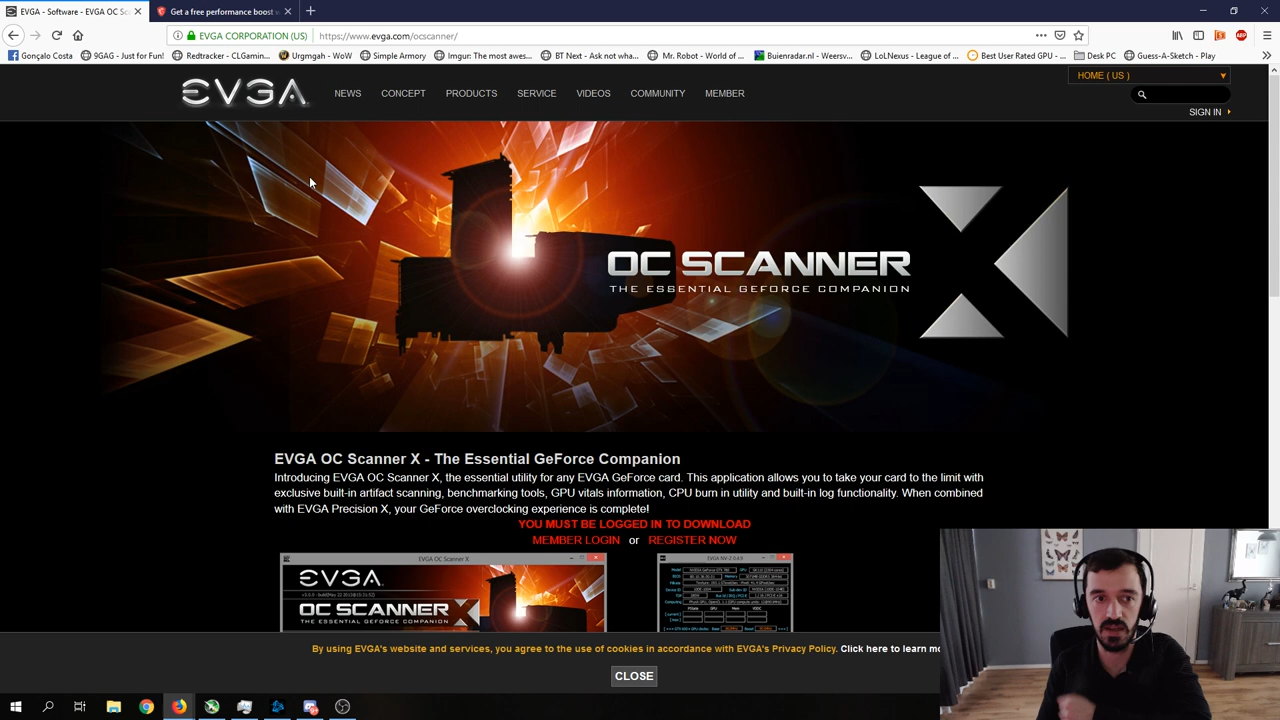 EVGA - Software - EVGA OC Sc
Get a free performance boost
EVGA CORPORATION (US)
https://www.evga.com/ocscanner/
Gonçalo Costa
9GAG - Just for Fun!
Redtracker - CLGamin...
Urgmgah - WoW
Simple Armory
Imgur: The most awes...
BT Next - Ask not wha...
Mr. Robot - World of ...
Buienradar.nl - Weersv...
LoLNexus - League of ...
Best User Rated GPU - ...
Desk PC
Guess-A-Sketch - Play
EVGA
NEWS
CONCEPT
PRODUCTS
SERVICE
VIDEOS
COMMUNITY
MEMBER
HOME ( US )
SIGN IN
OC SCANNER
THE ESSENTIAL GEFORCE COMPANION
EVGA OC Scanner X - The Essential GeForce Companion
Introducing EVGA OC Scanner X, the essential utility for any EVGA GeForce card. This application allows you to take your card to the limit with
exclusive built-in artifact scanning, benchmarking tools, GPU vitals information, CPU burn in utility and built-in log functionality. When combined
with EVGA Precision X, your GeForce overclocking experience is complete!
YOU MUST BE LOGGED IN TO DOWNLOAD
MEMBER LOGIN or REGISTER NOW
EVGA OC Scanner X
EVGA
OC SCANNER
THE ESSENTIAL GEFORCE COMPANION
By using EVGA's website and services, you agree to the use of cookies in accordance with EVGA's Privacy Policy. Click here to learn mo
CLOSE